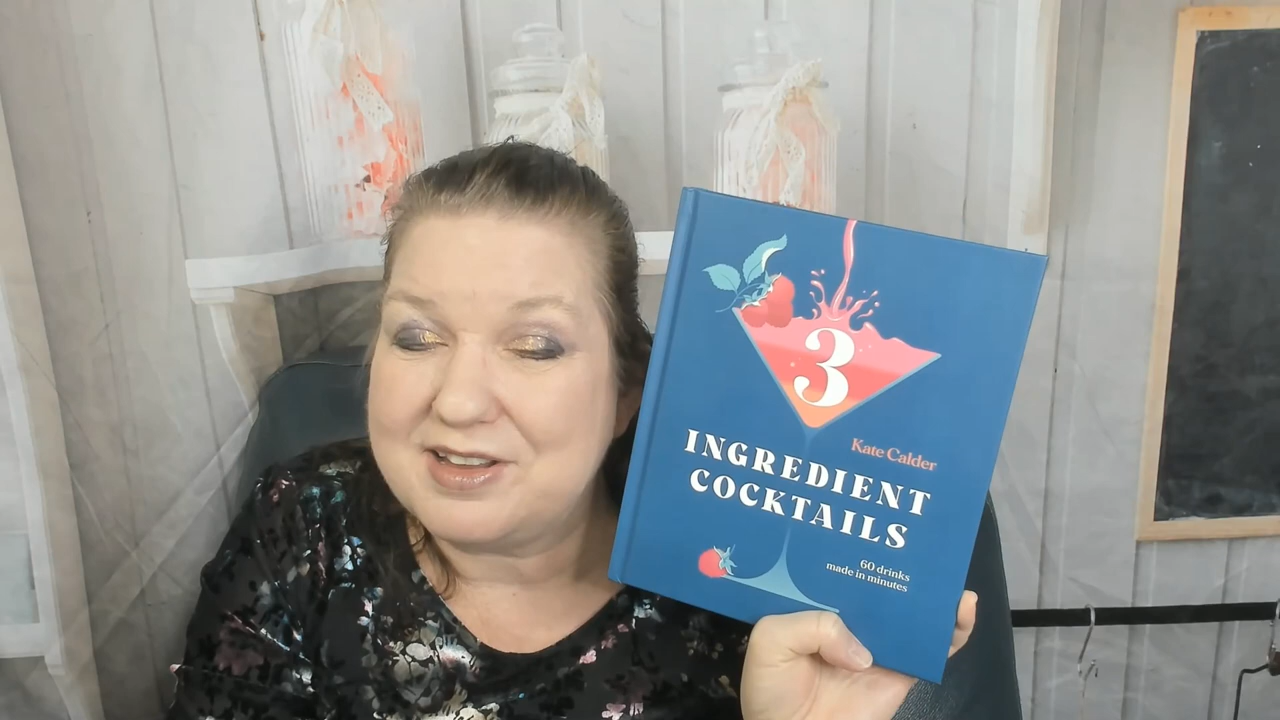 3
Kate Calder
INGREDIENT
COCKTAILS
60 drinks
made in minutes